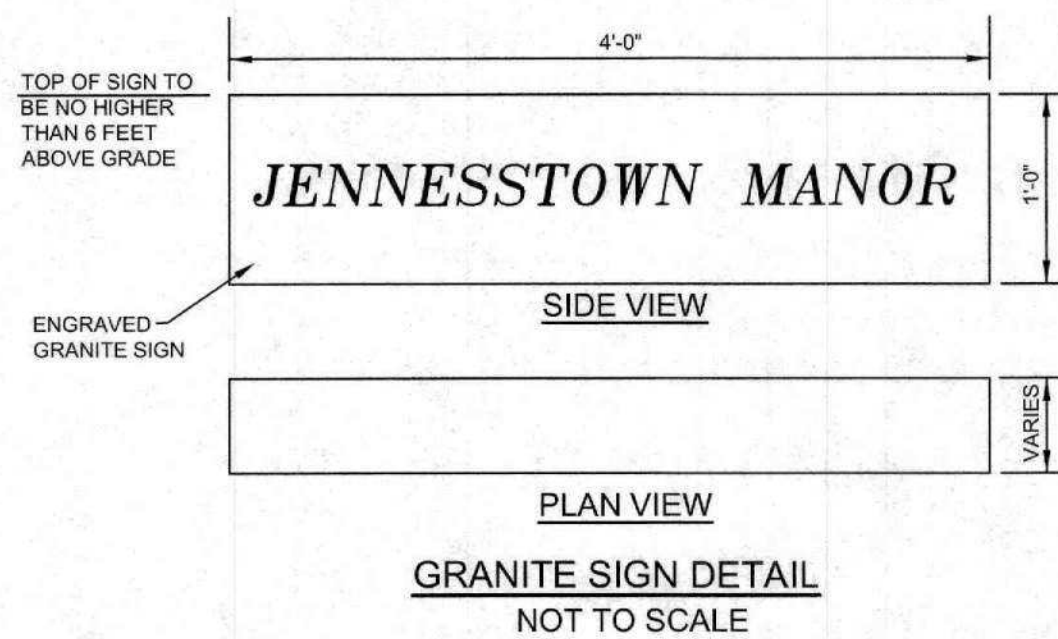 4'-0"
TOP OF SIGN TO
BE NO HIGHER
THAN 6 FEET
ABOVE GRADE
JENNESSTOWN MANOR
1'-0"
ENGRAVED
GRANITE SIGN
SIDE VIEW
VARIES
PLAN VIEW
GRANITE SIGN DETAIL
NOT TO SCALE